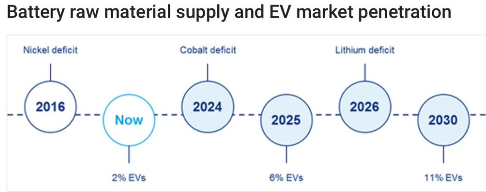 Battery raw material supply and EV market penetration
Nickel deficit
Cobalt deficit
Lithium deficit
2016
Now
2024
2025
2026
2030
2% EVs
6% EVs
11% EVs